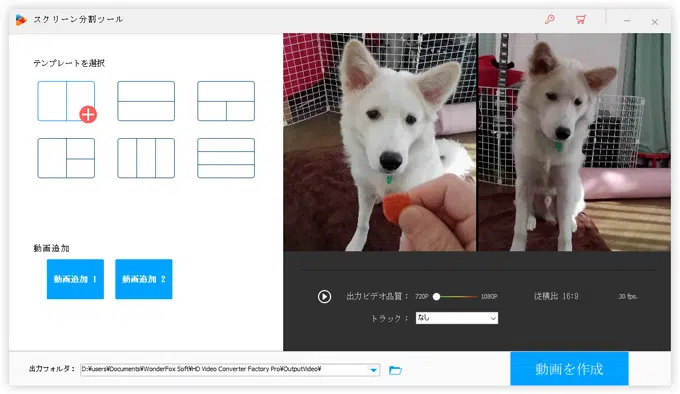 スクリーン分割ツール
テンプレートを選択
動画追加
動画追加 1
動画追加 2
出力ビデオ品質： 720P 1080P 従横比 16:9 30 fps.
トラック： なし
出力フォルダ： D:¥users¥Documents¥WonderFox Soft¥HD Video Converter Factory Pro¥OutputVideo¥
動画を作成